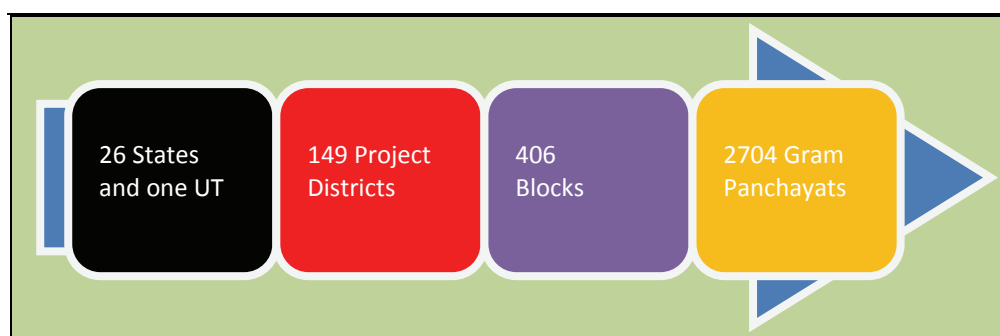 26 States
and one UT
149 Project
Districts
406
Blocks
2704 Gram
Panchayats